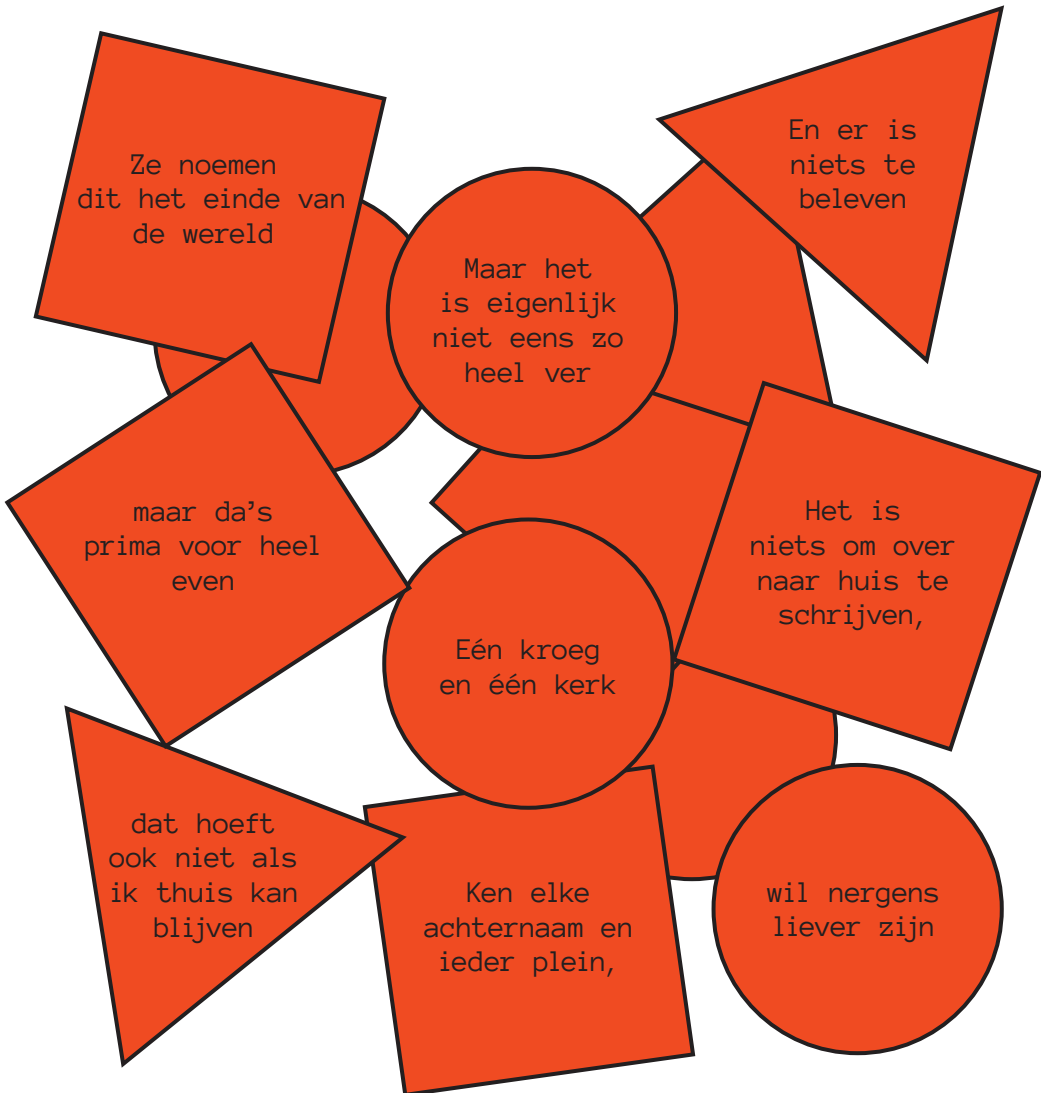 Ze noemen
dit het einde van
de wereld
Maar het
is eigenlijk
niet eens zo
heel ver
En er is
niets te
beleven
maar da's
prima voor heel
even
Eén kroeg
en één kerk
Het is
niets om over
naar huis te
schrijven,
dat hoeft
ook niet als
ik thuis kan
blijven
Ken elke
achternaam en
ieder plein,
wil nergens
liever zijn